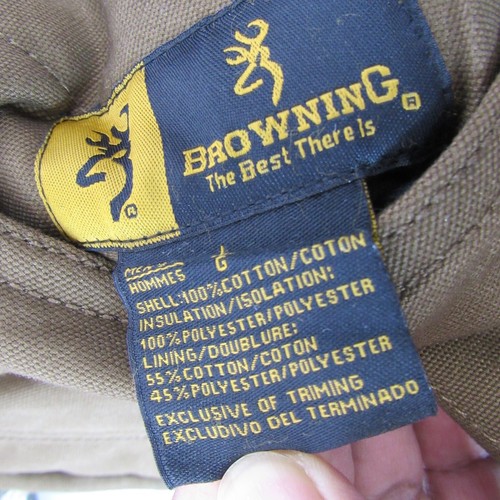 BROWNING®
The Best There Is
®
G
HOMMES
SHELL:100%COTTON/COTON
INSULATION/ISOLATION:
100%POLYESTER/POLYESTER
LINING/DOUBLURE:
55%COTTON/COTON
45%POLYESTER/POLYESTER
EXCLUSIVE OF TRIMING
EXCLUDIVO DEL TERMINADO